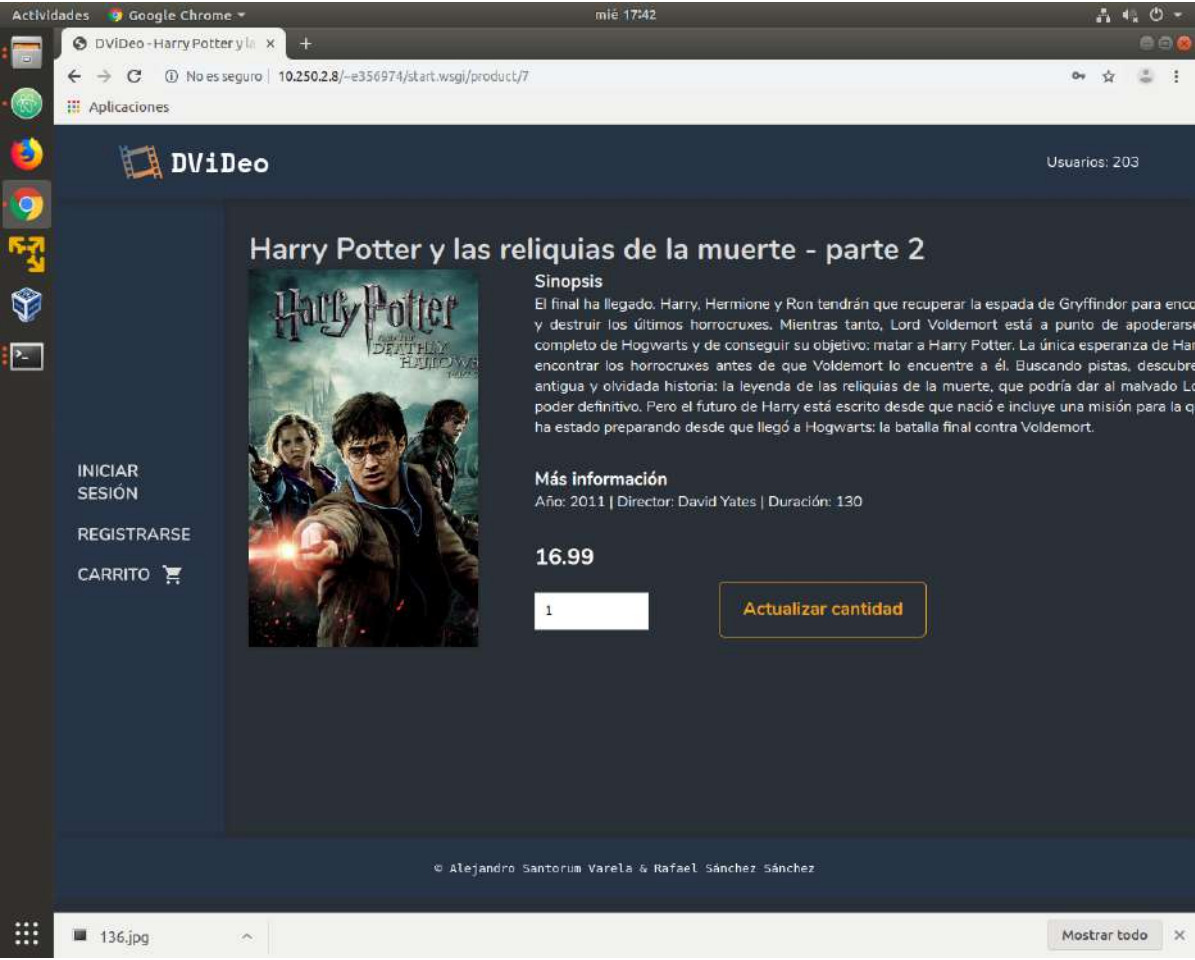 Actividades Google Chrome mié 17:42
DViDeo - Harry Potter y la
No es seguro 10.250.2.8/~e356974/start.wsgi/product/7
Aplicaciones
DViDeo Usuarios: 203
Harry Potter y las reliquias de la muerte - parte 2
Harry Potter
AND THE
DEATHLY
HALLOWS
Sinopsis
El final ha llegado. Harry, Hermione y Ron tendrán que recuperar la espada de Gryffindor para enco
y destruir los últimos horrocruxes. Mientras tanto, Lord Voldemort está a punto de apoderarse
completo de Hogwarts y de conseguir su objetivo: matar a Harry Potter. La única esperanza de Har
encontrar los horrocruxes antes de que Voldemort lo encuentre a él. Buscando pistas, descubre
antigua y olvidada historia: la leyenda de las reliquias de la muerte, que podría dar al malvado Lo
poder definitivo. Pero el futuro de Harry está escrito desde que nació e incluye una misión para la q
ha estado preparando desde que llegó a Hogwarts: la batalla final contra Voldemort.
Más información
Año: 2011 | Director: David Yates | Duración: 130
16.99
1 Actualizar cantidad
INICIAR
SESIÓN
REGISTRARSE
CARRITO
© Alejandro Santorum Varela & Rafael Sánchez Sánchez
136.jpg Mostrar todo